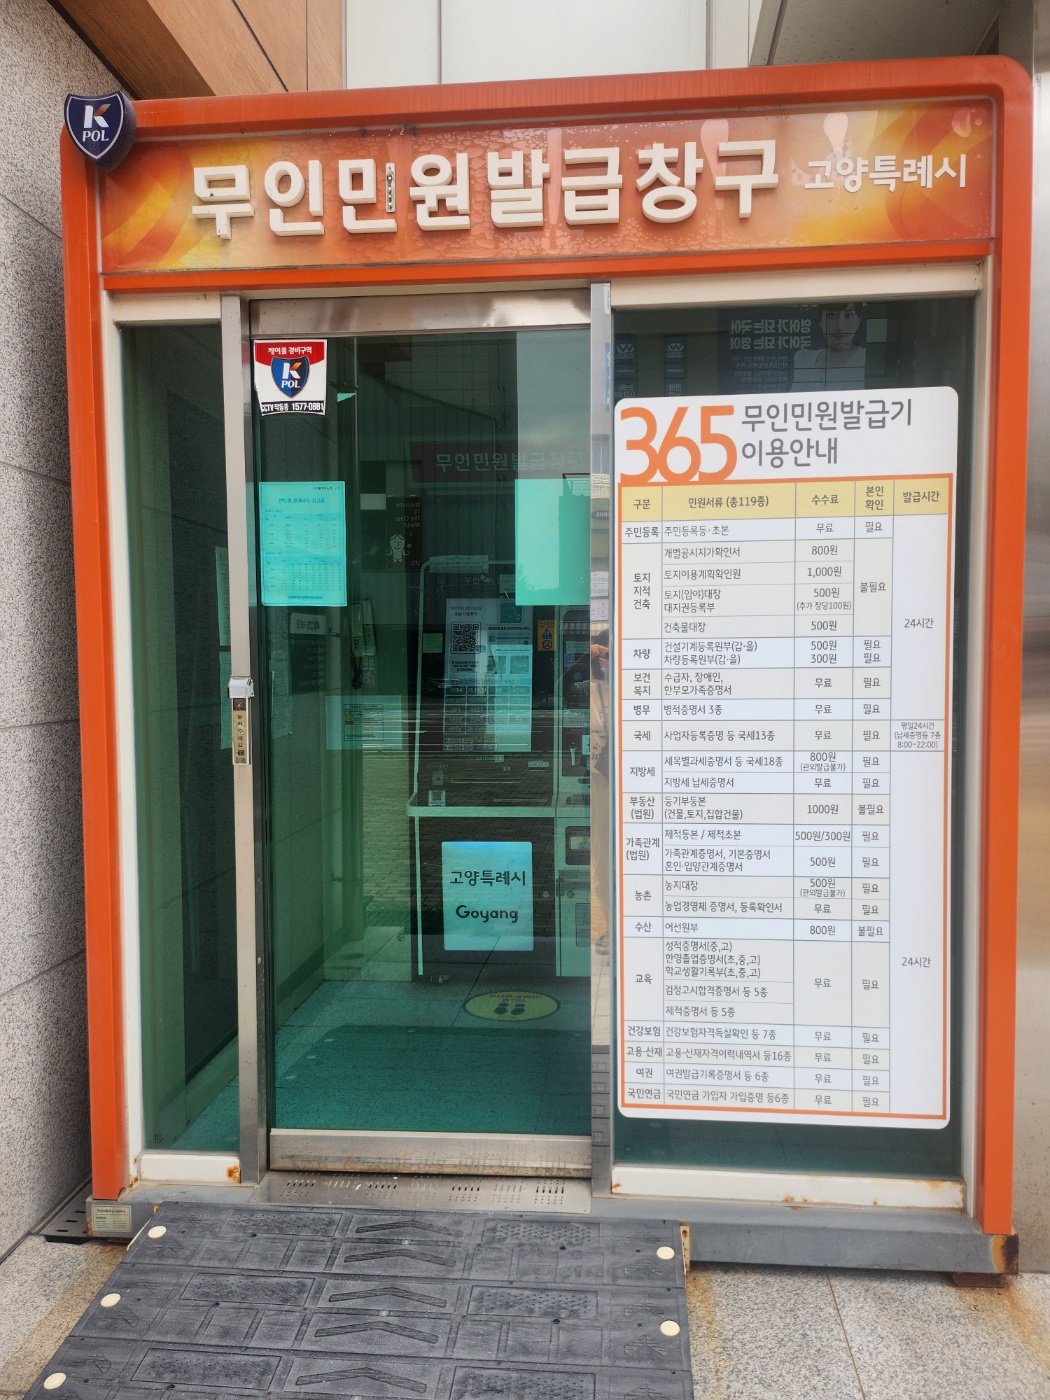 K
POL
무인민원발급창구 고양특례시
케이폴 경비구역
K
POL
CCTV작동중 1577-0881
고양특례시
Goyang
365 무인민원발급기
이용안내
구분 민원서류 (총119종) 수수료 본인 확인 발급시간
주민등록 주민등록등·초본 무료 필요
토지 지적 건축 개별공시지가확인서 800원 불필요
토지이용계획확인원 1,000원
토지(임야)대장 500원
대지권등록부 (추가 장당100원)
건축물대장 500원
24시간
차량 건설기계등록원부(갑·을) 500원 필요
차량등록원부(갑·을) 300원 필요
보건 복지 수급자, 장애인, 한부모가족증명서 무료 필요
병무 병적증명서 3종 무료 필요
국세 사업자등록증명 등 국세13종 무료 필요 평일24시간 (납세증명등 7종 8:00~22:00)
지방세 세목별과세증명서 등 국세18종 800원 (관외발급불가) 필요
지방세 납세증명서 무료 필요
부동산 (법원) 등기부등본 (건물,토지,집합건물) 1000원 불필요
가족관계 (법원) 제적등본 / 제적초본 500원/300원 필요
가족관계증명서, 기본증명서 혼인·입양관계증명서 500원 필요
농촌 농지대장 500원 (관외발급불가) 필요
농업경영체 증명서, 등록확인서 무료 필요
수산 어선원부 800원 불필요
24시간
교육 성적증명서(중,고) 무료 필요
한영졸업증명서(초,중,고)
학교생활기록부(초,중,고)
검정고시합격증명서 등 5종
제적증명서 등 5종
건강보험 건강보험자격득실확인 등 7종 무료 필요
고용·산재 고용·산재자격이력내역서 등16종 무료 필요
여권 여권발급기록증명서 등 6종 무료 필요
국민연금 국민연금 가입자 가입증명 등6종 무료 필요